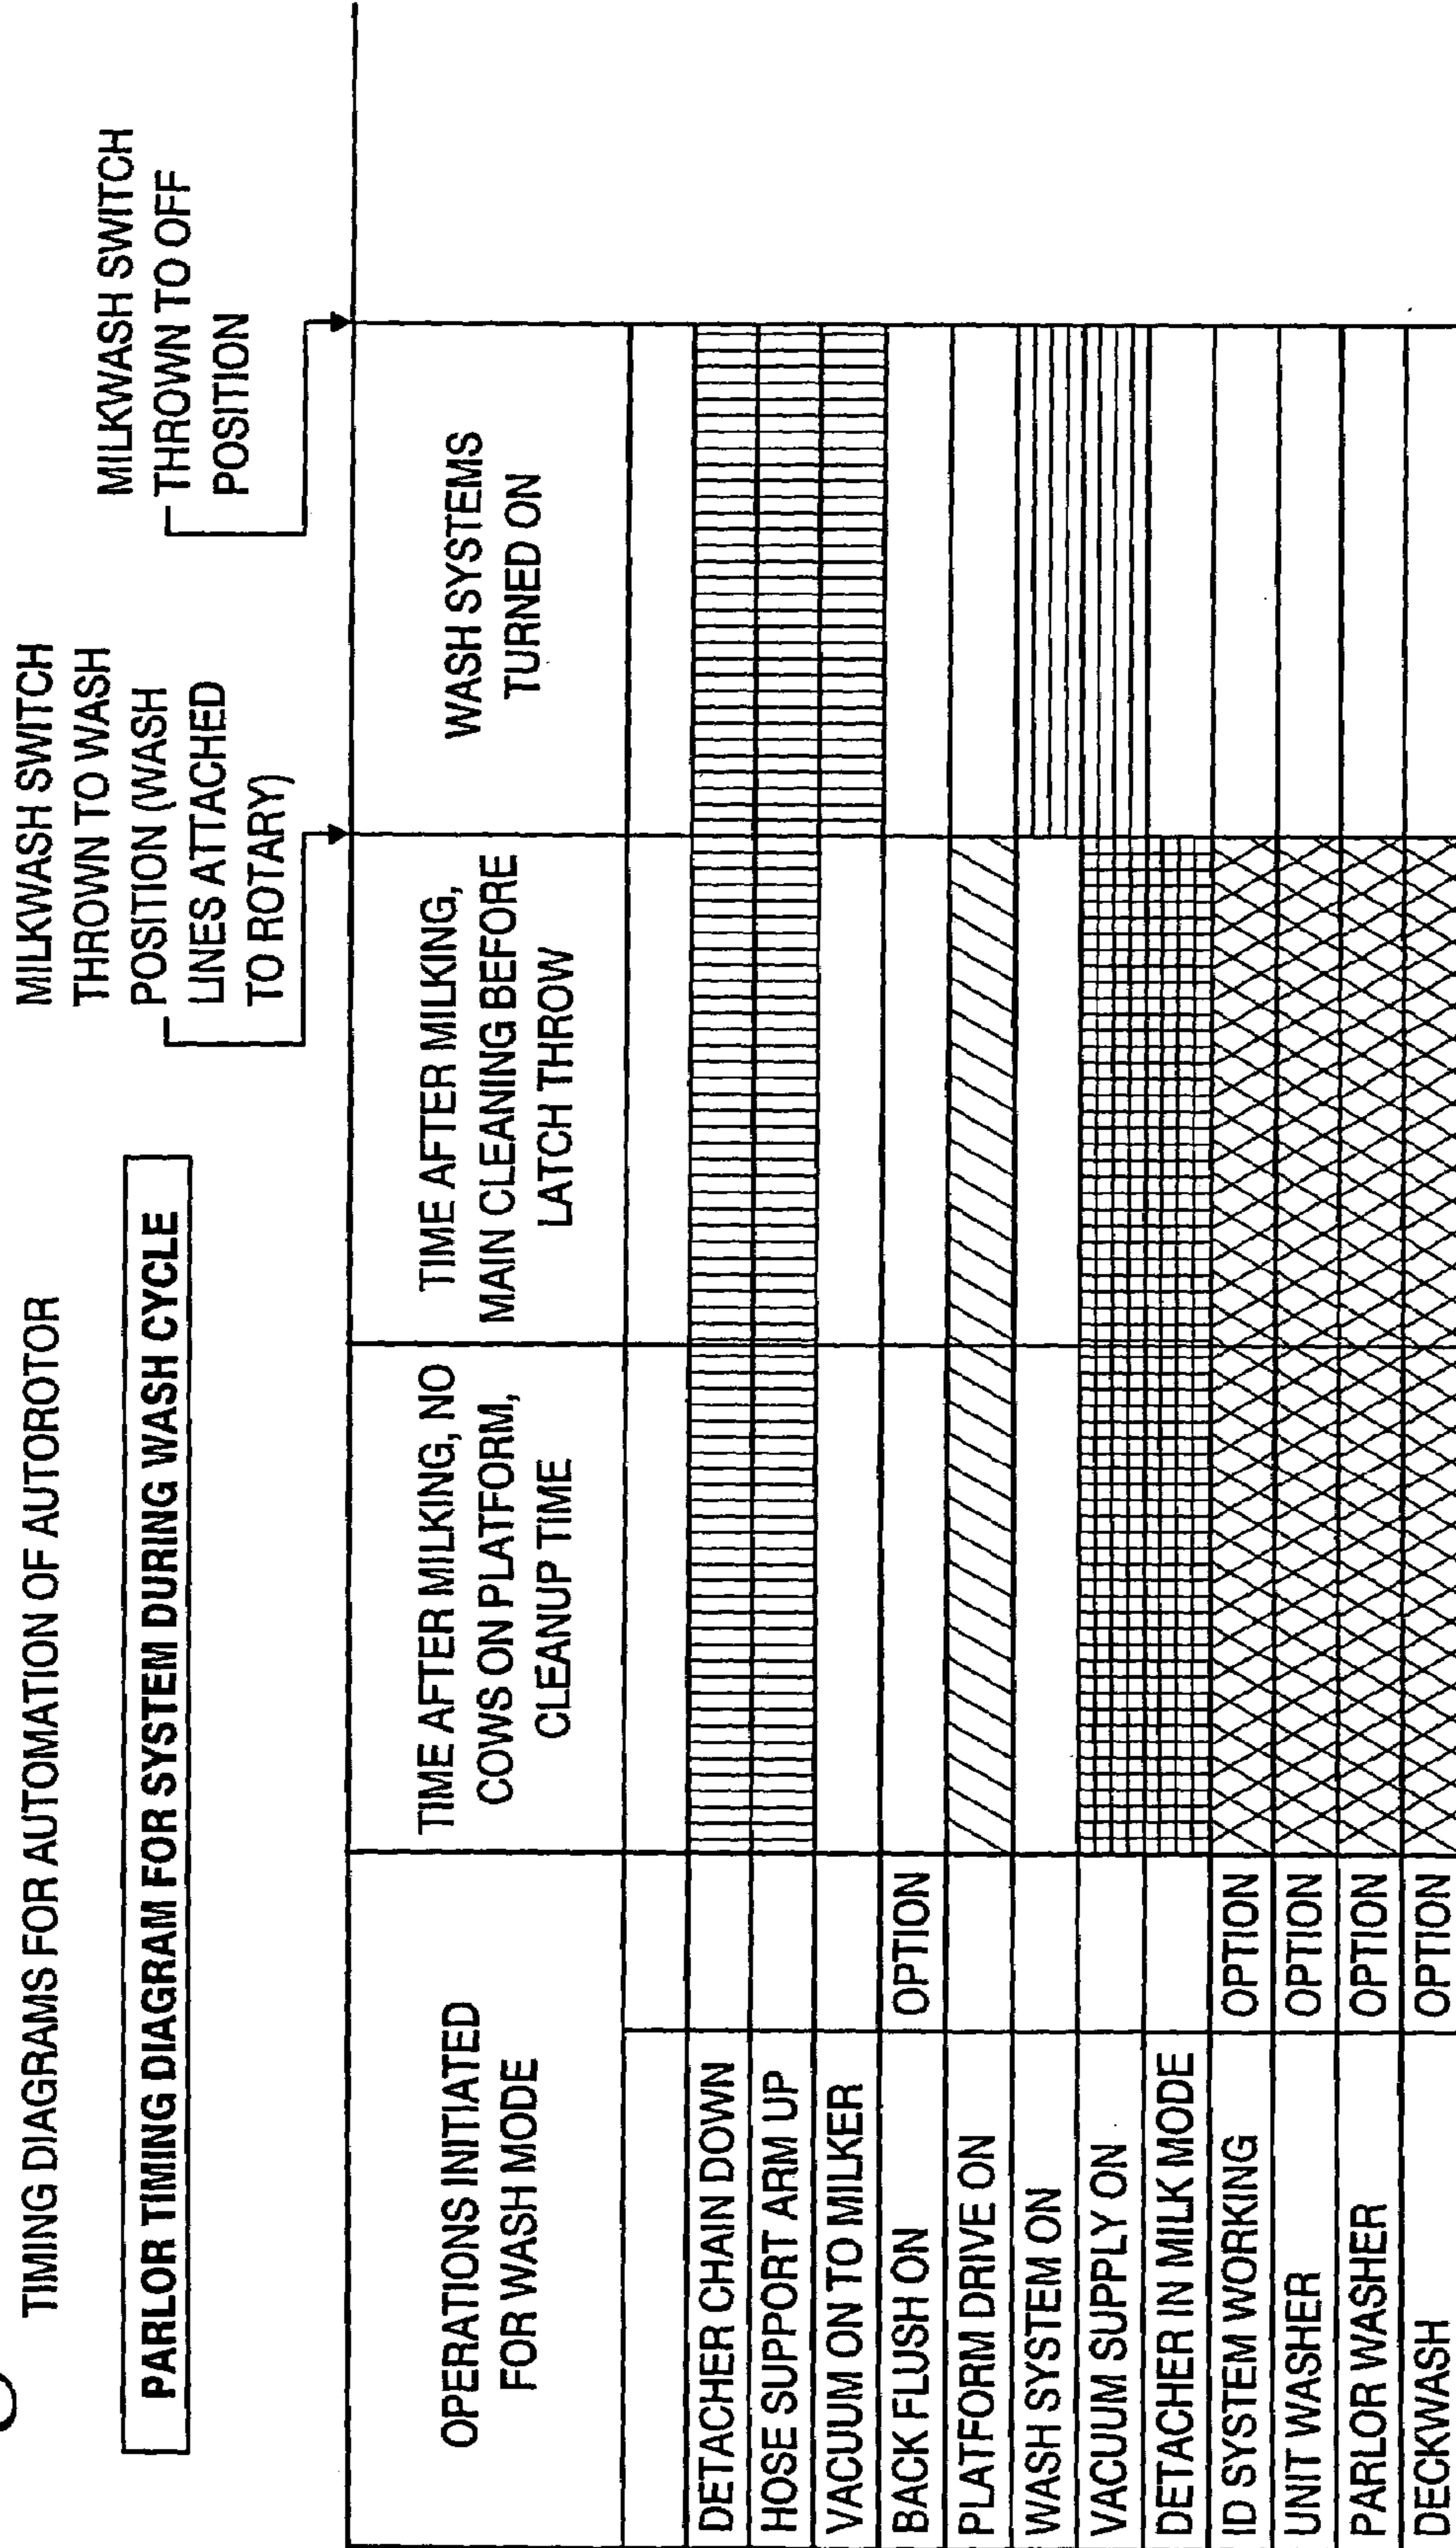 TIMING DIAGRAMS FOR AUTOMATION OF AUTOROTOR
PARLOR TIMING DIAGRAM FOR SYSTEM DURING WASH CYCLE
MILKWASH SWITCH
THROWN TO WASH
POSITION (WASH
LINES ATTACHED
TO ROTARY)
MILKWASH SWITCH
THROWN TO OFF
POSITION
OPERATIONS INITIATED
FOR WASH MODE
TIME AFTER MILKING, NO
COWS ON PLATFORM,
CLEANUP TIME
TIME AFTER MILKING,
MAIN CLEANING BEFORE
LATCH THROW
WASH SYSTEMS
TURNED ON
DETACHER CHAIN DOWN
HOSE SUPPORT ARM UP
VACUUM ON TO MILKER
BACK FLUSH ON OPTION
PLATFORM DRIVE ON
WASH SYSTEM ON
VACUUM SUPPLY ON
DETACHER IN MILK MODE
ID SYSTEM WORKING OPTION
UNIT WASHER OPTION
PARLOR WASHER OPTION
DECKWASH OPTION